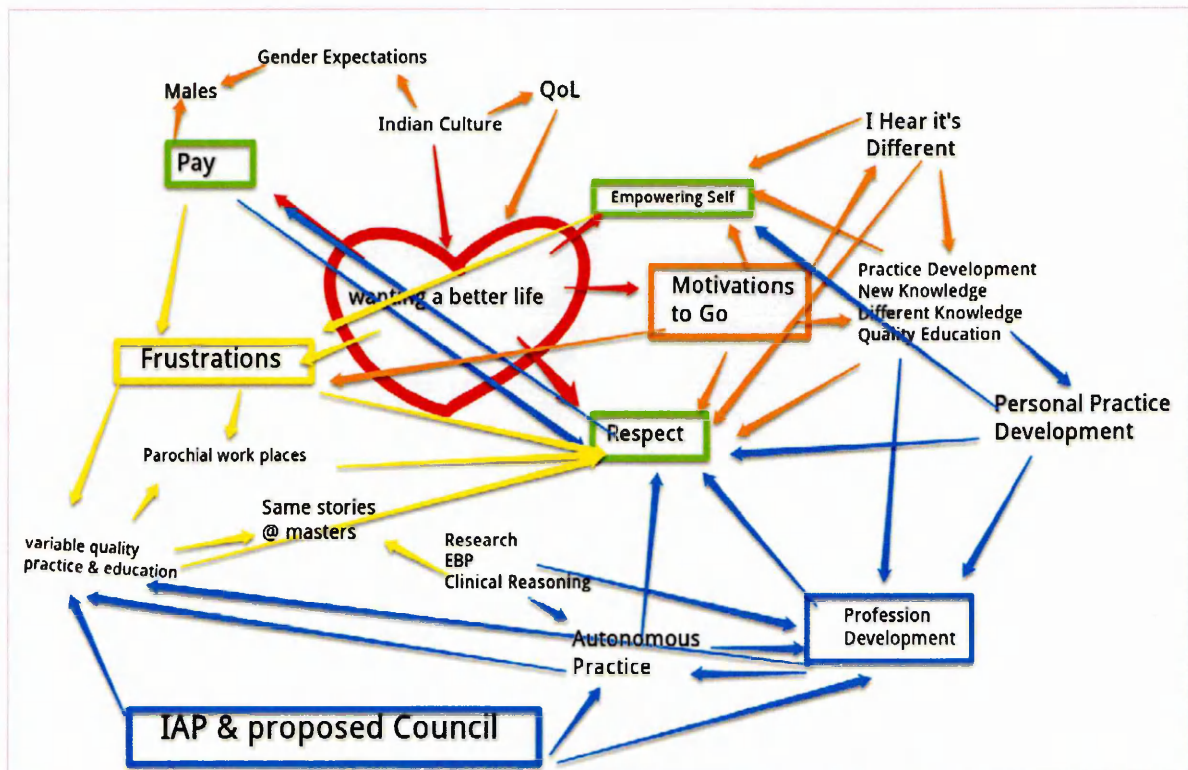 Gender Expectations
Males
QoL
Indian Culture
I Hear it's
Different
Pay
Empowering Self
wanting a better life
Motivations
to Go
Practice Development
New Knowledge
Different Knowledge
Quality Education
Frustrations
Personal Practice
Development
Respect
Parochial work places
Same stories
@ masters
variable quality
practice & education
Research
EBP
Clinical Reasoning
Profession
Development
Autonomous
Practice
IAP & proposed Council